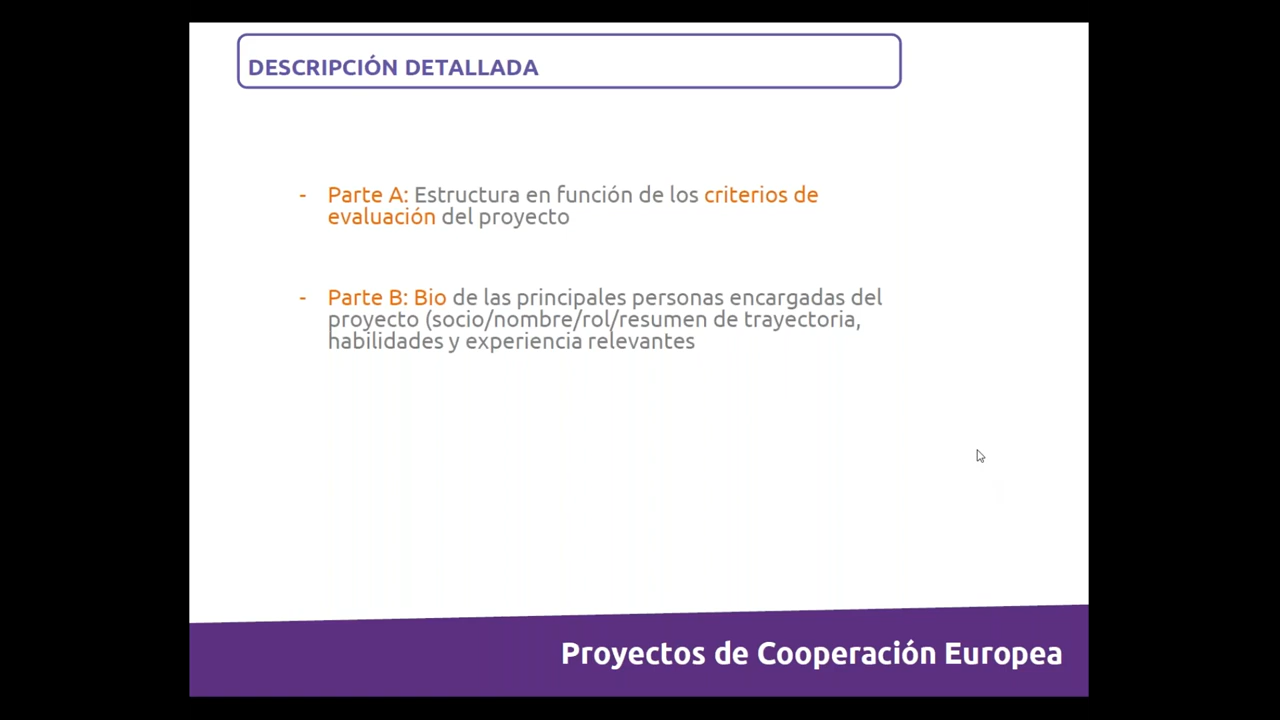 DESCRIPCIÓN DETALLADA
- Parte A: Estructura en función de los criterios de
evaluación del proyecto
- Parte B: Bio de las principales personas encargadas del
proyecto (socio/nombre/rol/resumen de trayectoria,
habilidades y experiencia relevantes
Proyectos de Cooperación Europea